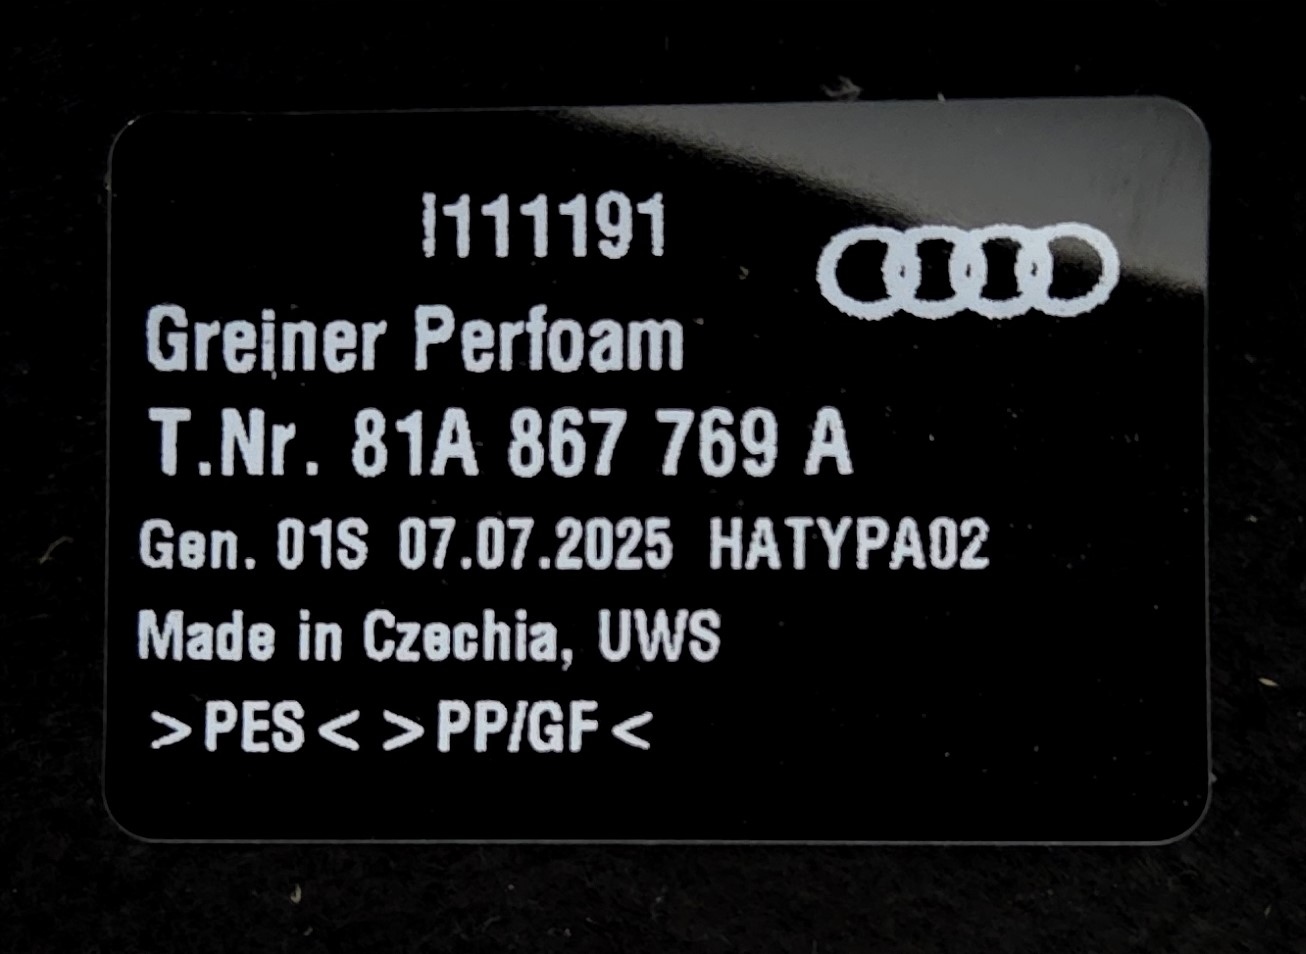 I111191
Greiner Perfoam
T.Nr. 81A 867 769 A
Gen. 01S 07.07.2025 HATYPA02
Made in Czechia, UWS
>PES< >PP/GF<